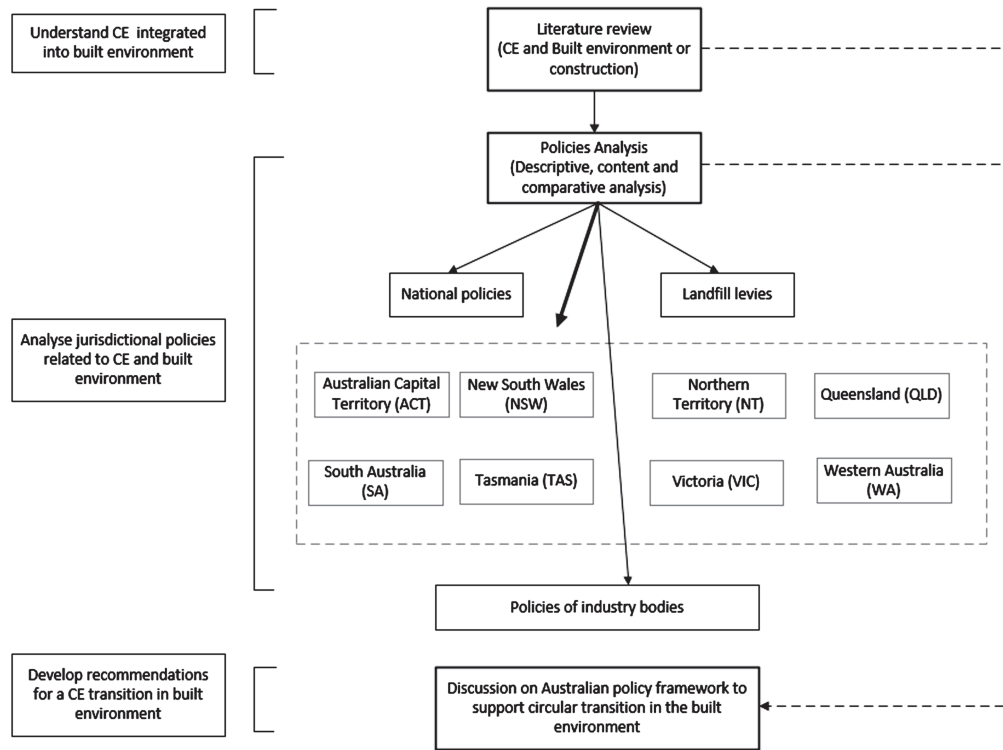 Understand CE integrated
into built environment
Literature review
(CE and Built environment or
construction)
Policies Analysis
(Descriptive, content and
comparative analysis)
National policies
Landfill levies
Analyse jurisdictional policies
related to CE and built
environment
Australian Capital
Territory (ACT)
New South Wales
(NSW)
Northern
Territory (NT)
Queensland (QLD)
South Australia
(SA)
Tasmania (TAS)
Victoria (VIC)
Western Australia
(WA)
Policies of industry bodies
Develop recommendations
for a CE transition in built
environment
Discussion on Australian policy framework to
support circular transition in the built
environment